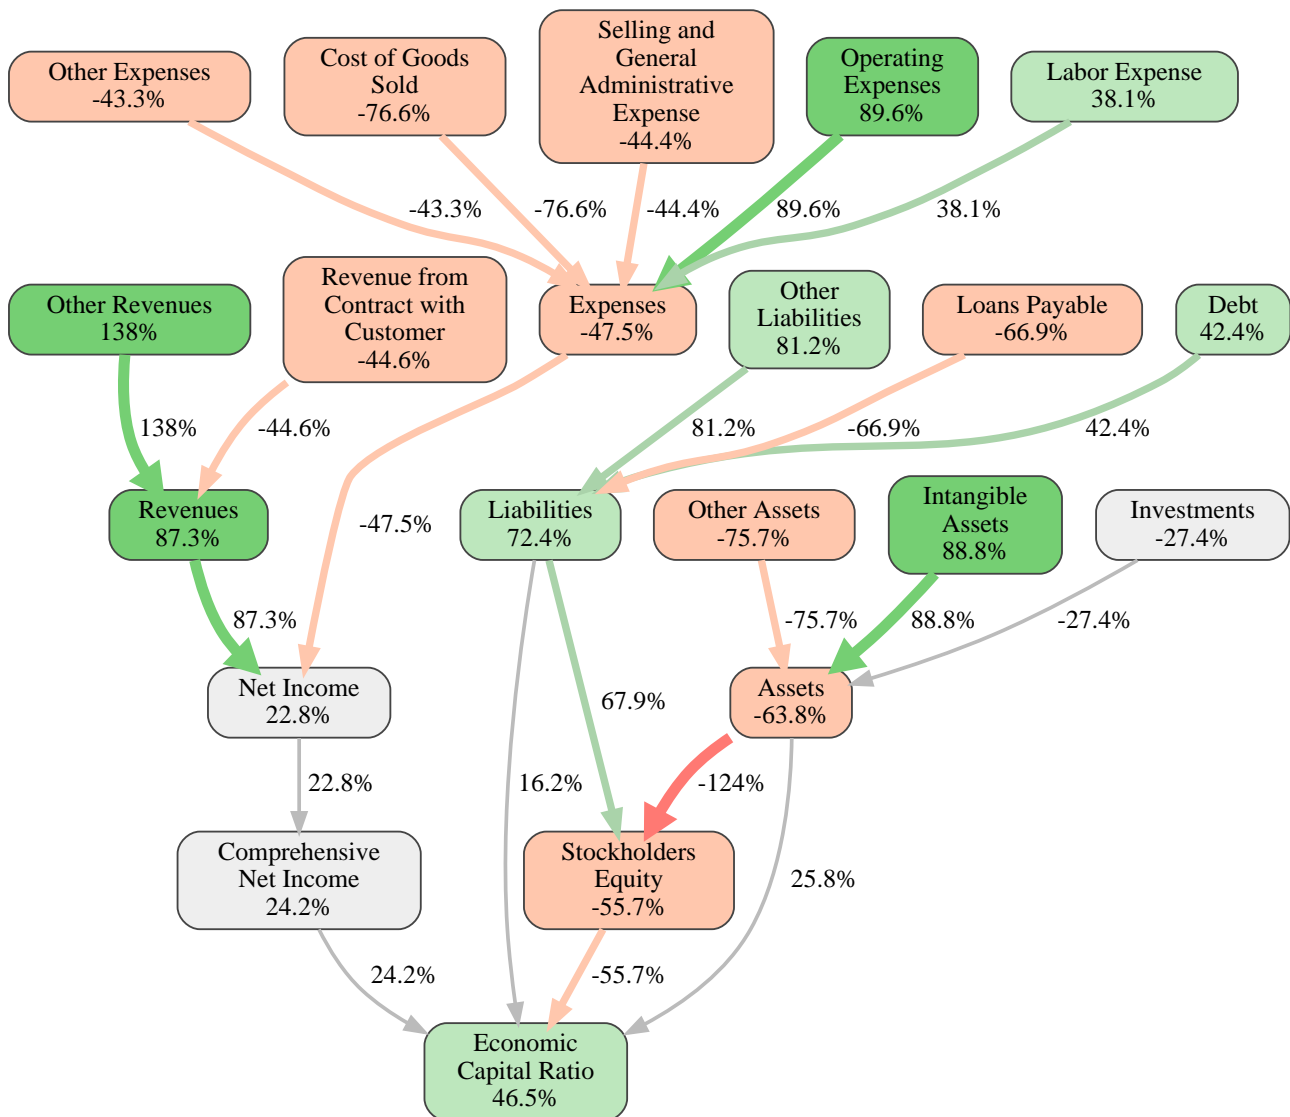 Other Expenses
-43.3%
Cost of Goods
Sold
-76.6%
Selling and
General
Administrative
Expense
-44.4%
Operating
Expenses
89.6%
Labor Expense
38.1%
-43.3%
-76.6%
-44.4%
89.6%
38.1%
Other Revenues
138%
Revenue from
Contract with
Customer
-44.6%
Expenses
-47.5%
Other
Liabilities
81.2%
Loans Payable
-66.9%
Debt
42.4%
138%
-44.6%
81.2%
-66.9%
42.4%
Revenues
87.3%
-47.5%
Liabilities
72.4%
Other Assets
-75.7%
Intangible
Assets
88.8%
Investments
-27.4%
87.3%
-75.7%
88.8%
-27.4%
Net Income
22.8%
67.9%
Assets
-63.8%
22.8%
16.2%
-124%
Comprehensive
Net Income
24.2%
Stockholders
Equity
-55.7%
25.8%
24.2%
-55.7%
Economic
Capital Ratio
46.5%